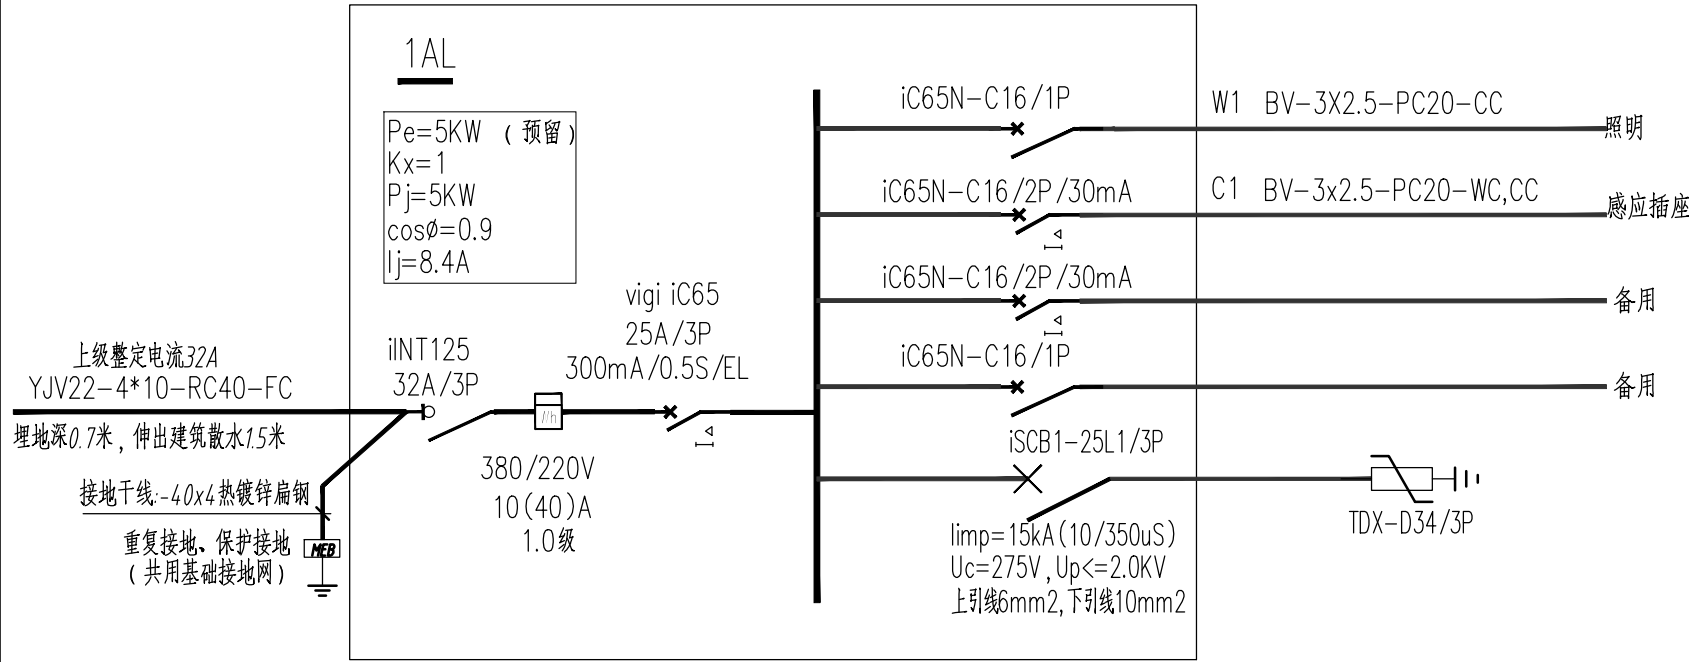 1AL
Pe=5KW （预留）
Kx=1
Pj=5KW
cosø=0.9
Ij=8.4A
上级整定电流32A
YJV22-4*10-RC40-FC
埋地深0.7米，伸出建筑散水1.5米
接地干线:-40x4热镀锌扁钢
重复接地、保护接地
（共用基础接地网）
MEB
iINT125
32A/3P
Wh
380/220V
10(40)A
1.0级
vigi iC65
25A/3P
300mA/0.5S/EL
I△
iC65N-C16/1P
W1 BV-3X2.5-PC20-CC
照明
iC65N-C16/2P/30mA
I△
C1 BV-3x2.5-PC20-WC,CC
感应插座
iC65N-C16/2P/30mA
I△
备用
iC65N-C16/1P
备用
iSCB1-25L1/3P
TDX-D34/3P
Iimp=15kA(10/350uS)
Uc=275V,Up<=2.0KV
上引线6mm2,下引线10mm2